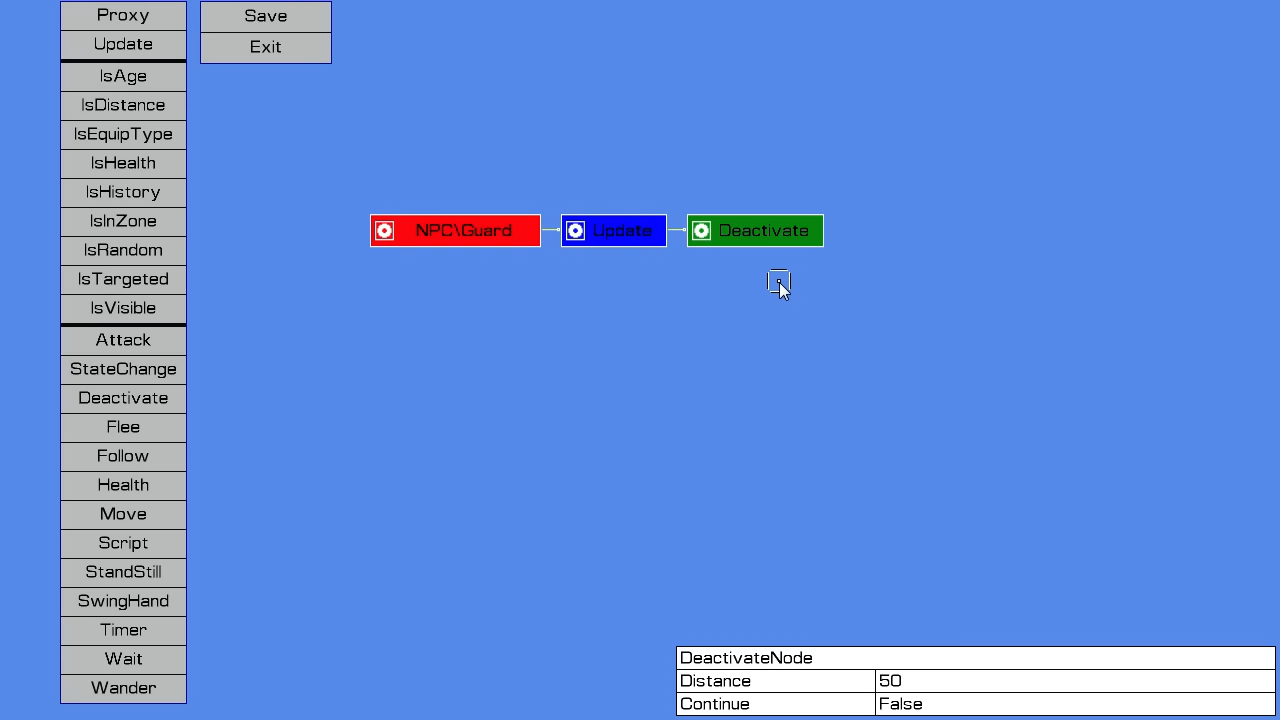 Proxy
Update
IsAge
IsDistance
IsEquipType
IsHealth
IsHistory
IsInZone
IsRandom
IsTargeted
IsVisible
Attack
StateChange
Deactivate
Flee
Follow
Health
Move
Script
StandStill
SwingHand
Timer
Wait
Wander
Save
Exit
NPC\Guard Update Deactivate
DeactivateNode
Distance 50
Continue False